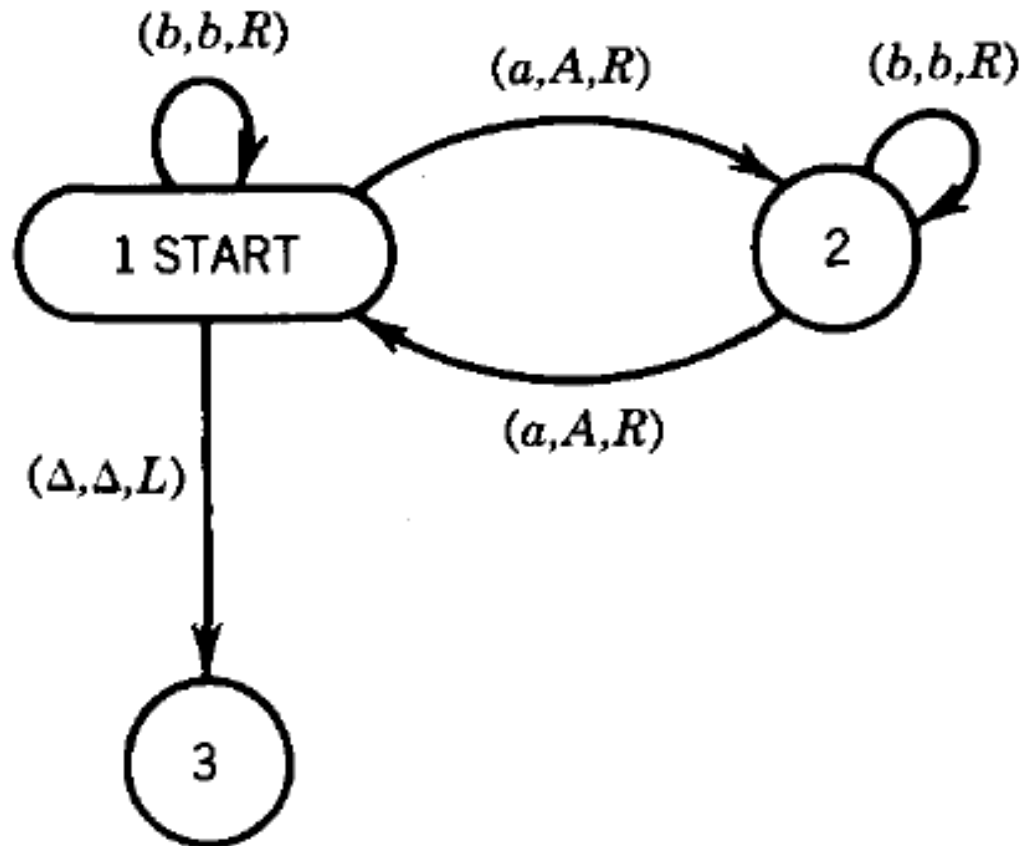 (b,b,R)
(a,A,R)
(b,b,R)
1 START
2
(a,A,R)
(Δ,Δ,L)
3